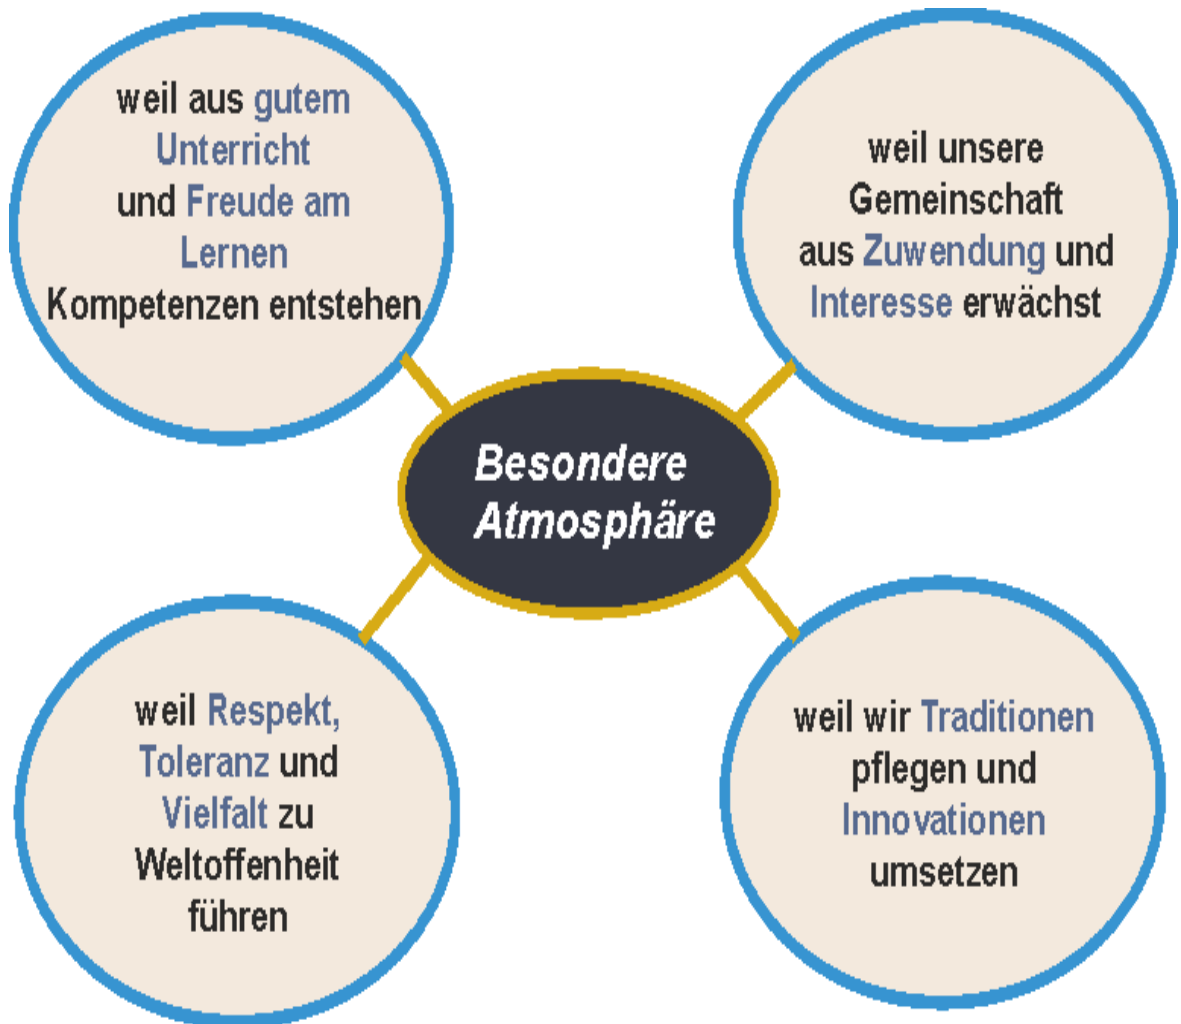 weil aus gutem
Unterricht
und Freude am
Lernen
Kompetenzen entstehen
weil unsere
Gemeinschaft
aus Zuwendung und
Interesse erwächst
Besondere
Atmosphäre
weil Respekt,
Toleranz und
Vielfalt zu
Weltoffenheit
führen
weil wir Traditionen
pflegen und
Innovationen
umsetzen